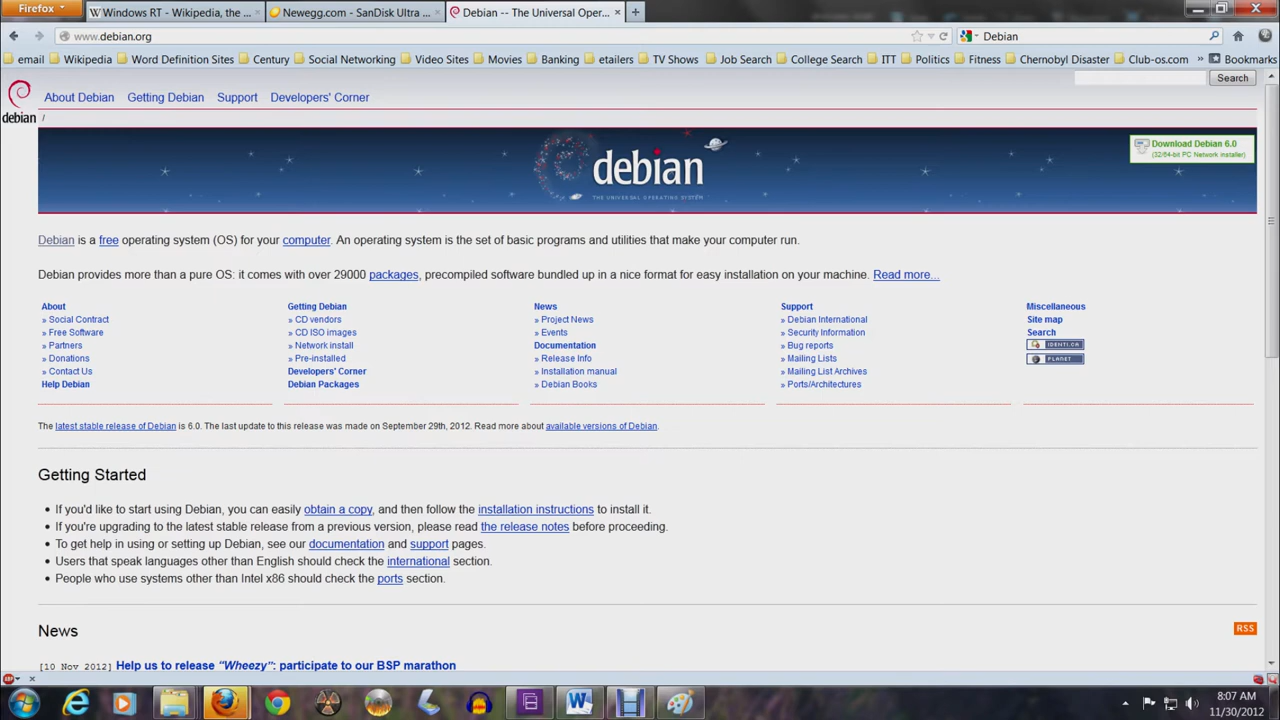 Firefox
Windows RT - Wikipedia, the ...
Newegg.com - SanDisk Ultra ...
Debian -- The Universal Oper...
www.debian.org
Debian
email Wikipedia Word Definition Sites Century Social Networking Video Sites Movies Banking etailers TV Shows Job Search College Search ITT Politics Fitness Chernobyl Disaster Club-os.com » Bookmarks
Search
About Debian Getting Debian Support Developers' Corner
debian /
debian
THE UNIVERSAL OPERATING SYSTEM
Download Debian 6.0
(32/64-bit PC Network installer)
Debian is a free operating system (OS) for your computer. An operating system is the set of basic programs and utilities that make your computer run.
Debian provides more than a pure OS: it comes with over 29000 packages, precompiled software bundled up in a nice format for easy installation on your machine. Read more...
About
» Social Contract
» Free Software
» Partners
» Donations
» Contact Us
Help Debian
Getting Debian
» CD vendors
» CD ISO images
» Network install
» Pre-installed
Developers' Corner
Debian Packages
News
» Project News
» Events
Documentation
» Release Info
» Installation manual
» Debian Books
Support
» Debian International
» Security Information
» Bug reports
» Mailing Lists
» Mailing List Archives
» Ports/Architectures
Miscellaneous
Site map
Search
IDENTI.CA
PLANET
The latest stable release of Debian is 6.0. The last update to this release was made on September 29th, 2012. Read more about available versions of Debian.
Getting Started
• If you'd like to start using Debian, you can easily obtain a copy, and then follow the installation instructions to install it.
• If you're upgrading to the latest stable release from a previous version, please read the release notes before proceeding.
• To get help in using or setting up Debian, see our documentation and support pages.
• Users that speak languages other than English should check the international section.
• People who use systems other than Intel x86 should check the ports section.
News
RSS
[10 Nov 2012] Help us to release “Wheezy”: participate to our BSP marathon
8:07 AM
11/30/2012